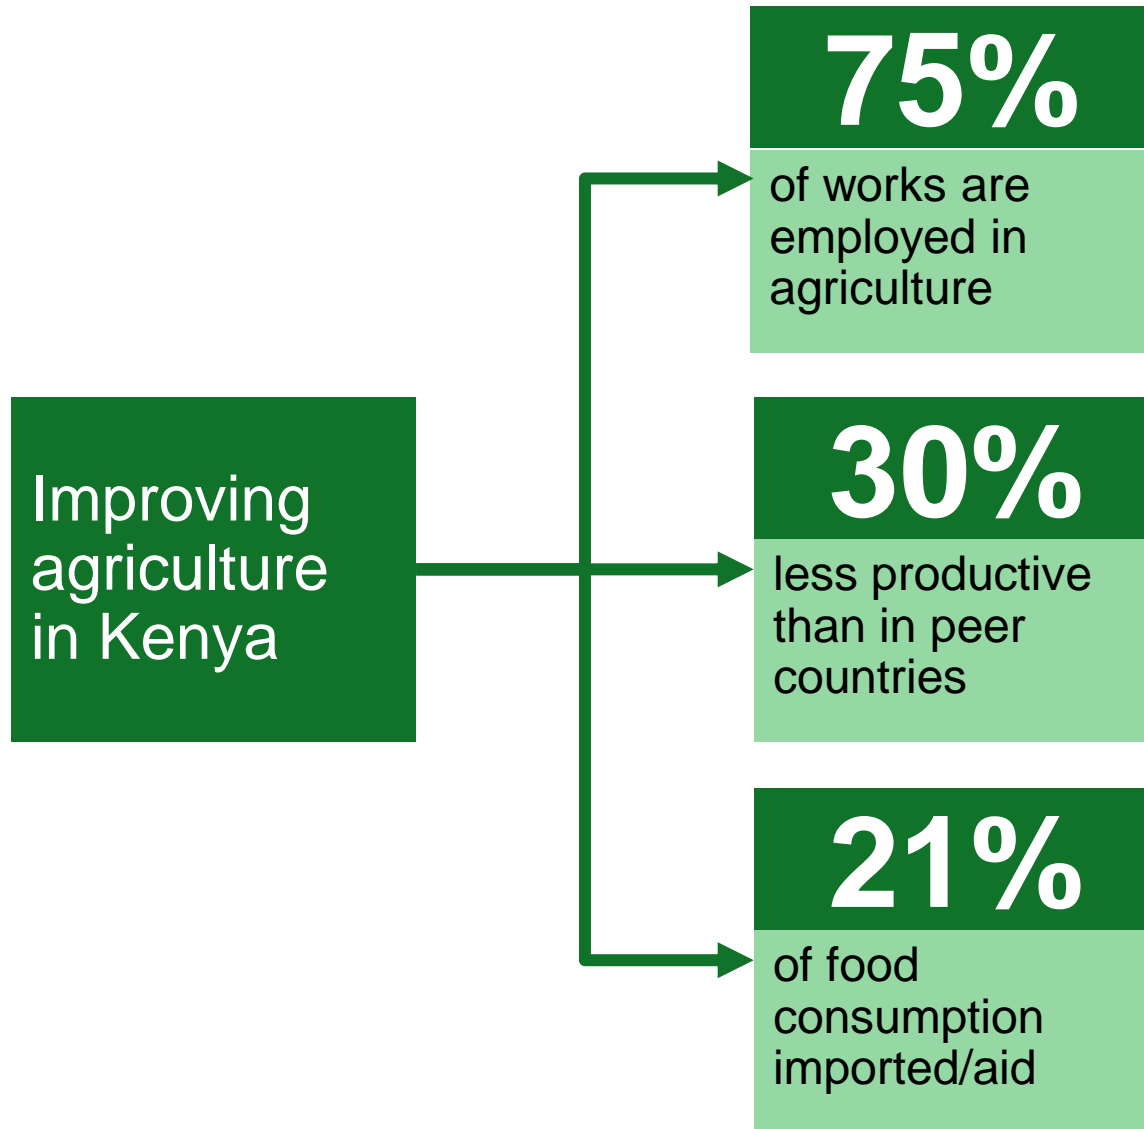 Improving
agriculture
in Kenya
75%
of works are
employed in
agriculture
30%
less productive
than in peer
countries
21%
of food
consumption
imported/aid